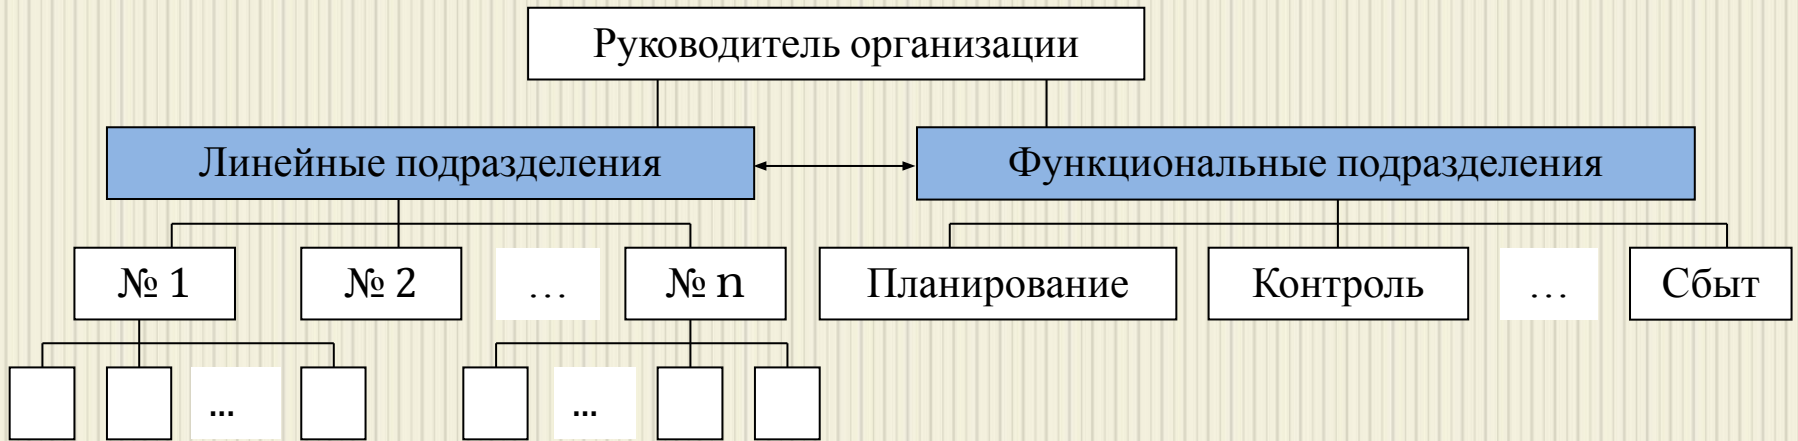 Руководитель организации
Линейные подразделения
Функциональные подразделения
№ 1
№ 2
…
№ n
Планирование
Контроль
…
Сбыт
...
...